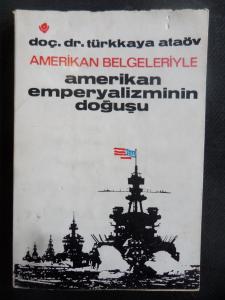 doç. dr. türkkaya ataöv
AMERİKAN BELGELERİYLE
amerikan
emperyalizminin
doğuşu